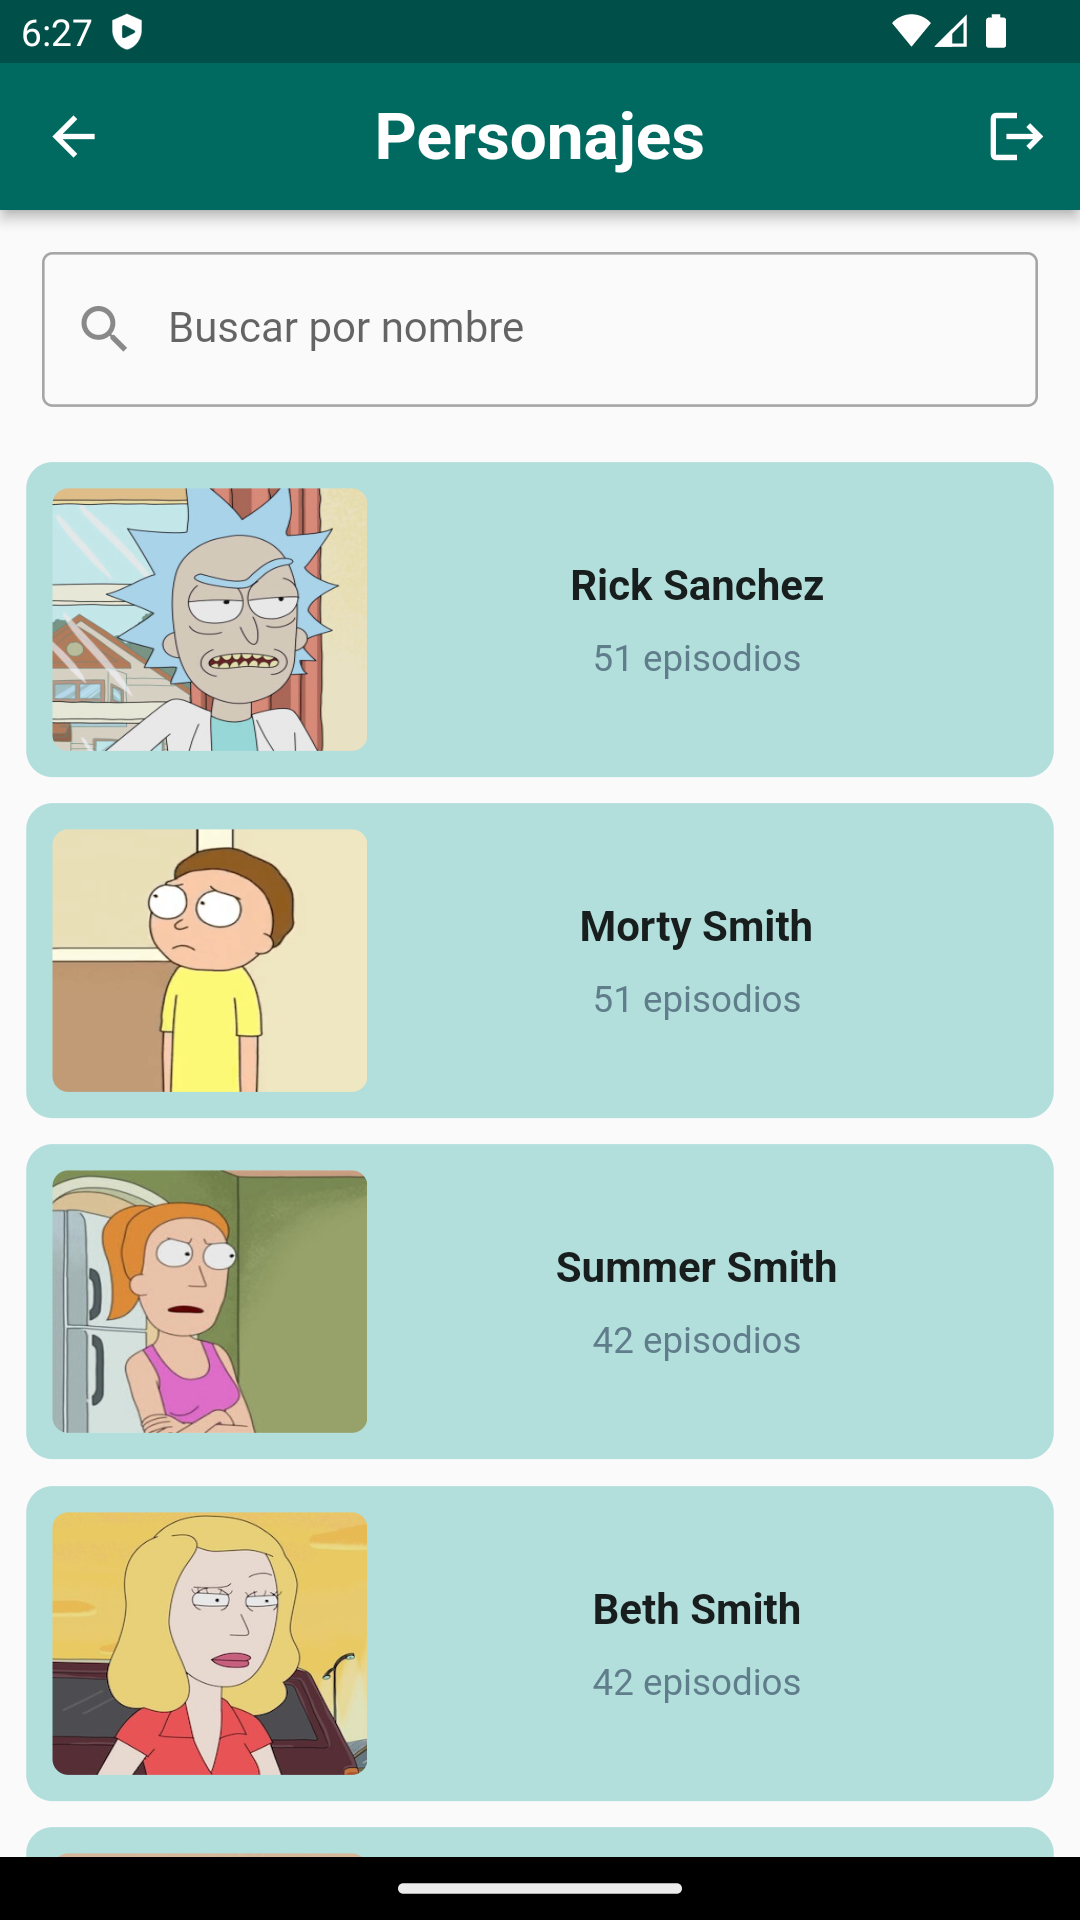 6:27
Personajes
Buscar por nombre
Rick Sanchez
51 episodios
Morty Smith
51 episodios
Summer Smith
42 episodios
Beth Smith
42 episodios